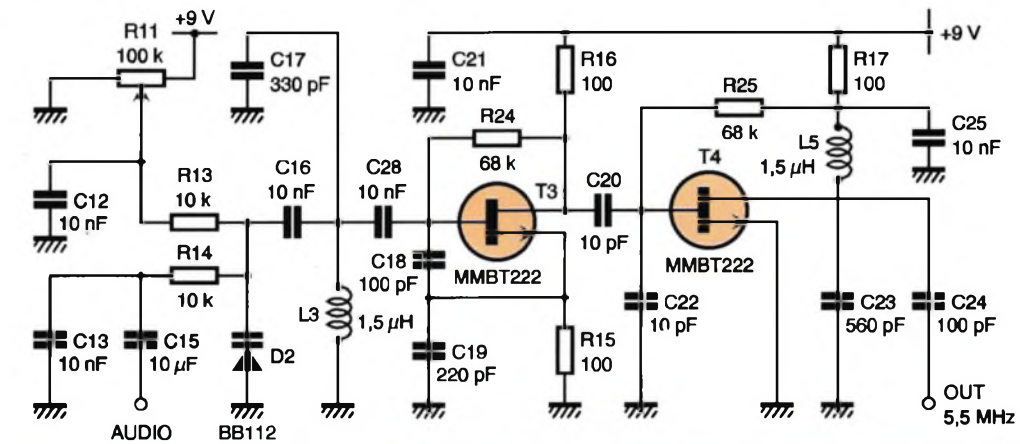 R11
100 k
+9 V
C17
330 pF
C21
10 nF
R16
100
R17
100
+9 V
R24
68 k
R25
68 k
C25
10 nF
L5
1,5 µH
C12
10 nF
R13
10 k
C16
10 nF
C28
10 nF
T3
C20
10 pF
T4
MMBT222
MMBT222
R14
10 k
C18
100 pF
C13
10 nF
C15
10 µF
D2
L3
1,5 µH
C19
220 pF
R15
100
C22
10 pF
C23
560 pF
C24
100 pF
AUDIO
BB112
OUT
5,5 MHz